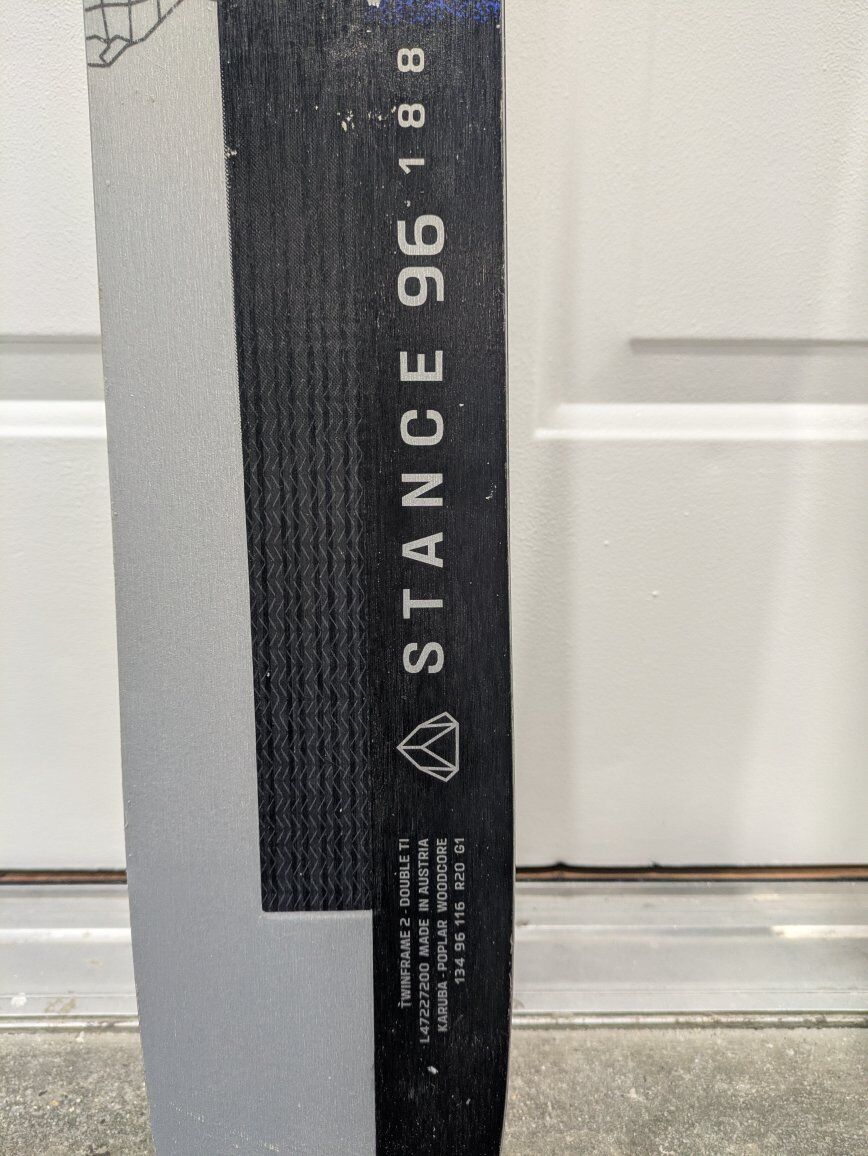 STANCE 96 188
TWINFRAME 2 - DOUBLE TI
L47227200 MADE IN AUSTRIA
KARUBA - POPLAR WOODCORE
134 96 116 R20 G1